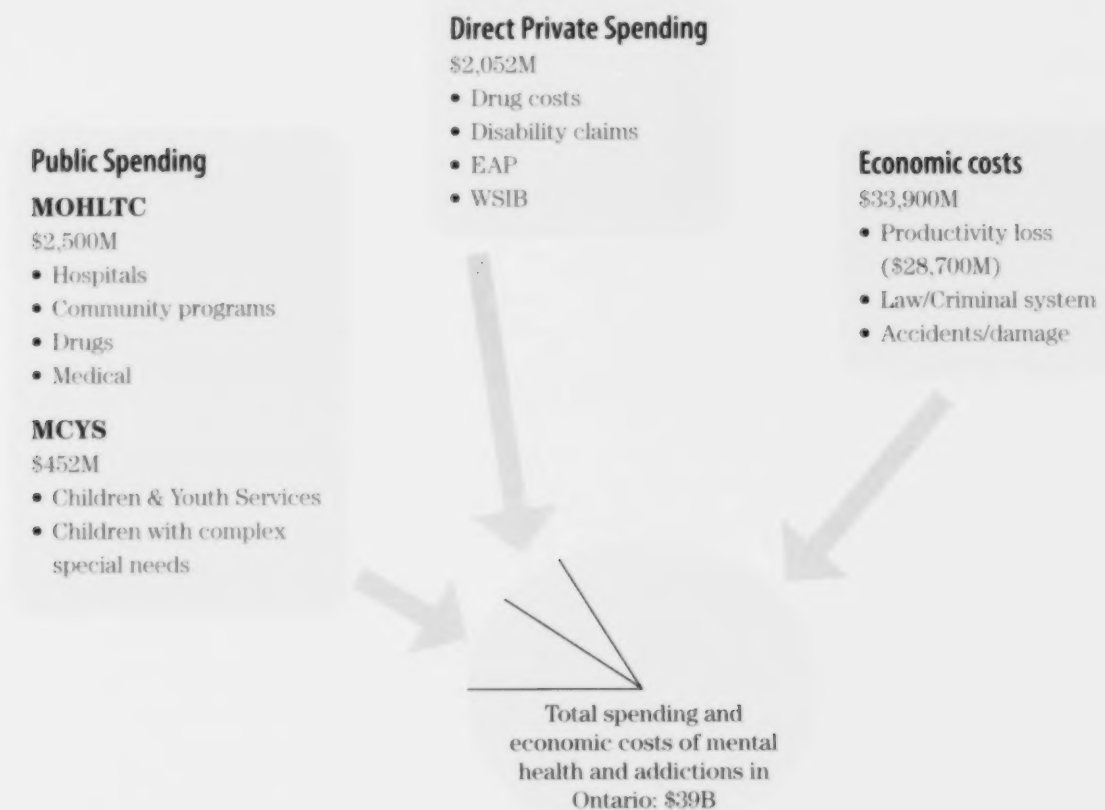 Direct Private Spending
$2,052M
• Drug costs
• Disability claims
• EAP
• WSIB
Public Spending
MOHLTC
$2,500M
• Hospitals
• Community programs
• Drugs
• Medical
MCYS
$452M
• Children & Youth Services
• Children with complex
special needs
Economic costs
$33,900M
• Productivity loss
($28,700M)
• Law/Criminal system
• Accidents/damage
Total spending and
economic costs of mental
health and addictions in
Ontario: $39B